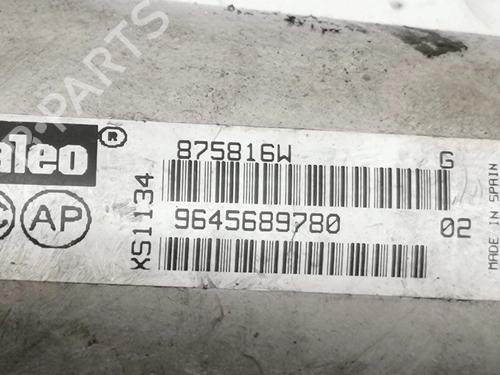 aleo®
875816W G
C AP
XS1134
9645689780 02
MADE IN SPAIN
PARTS